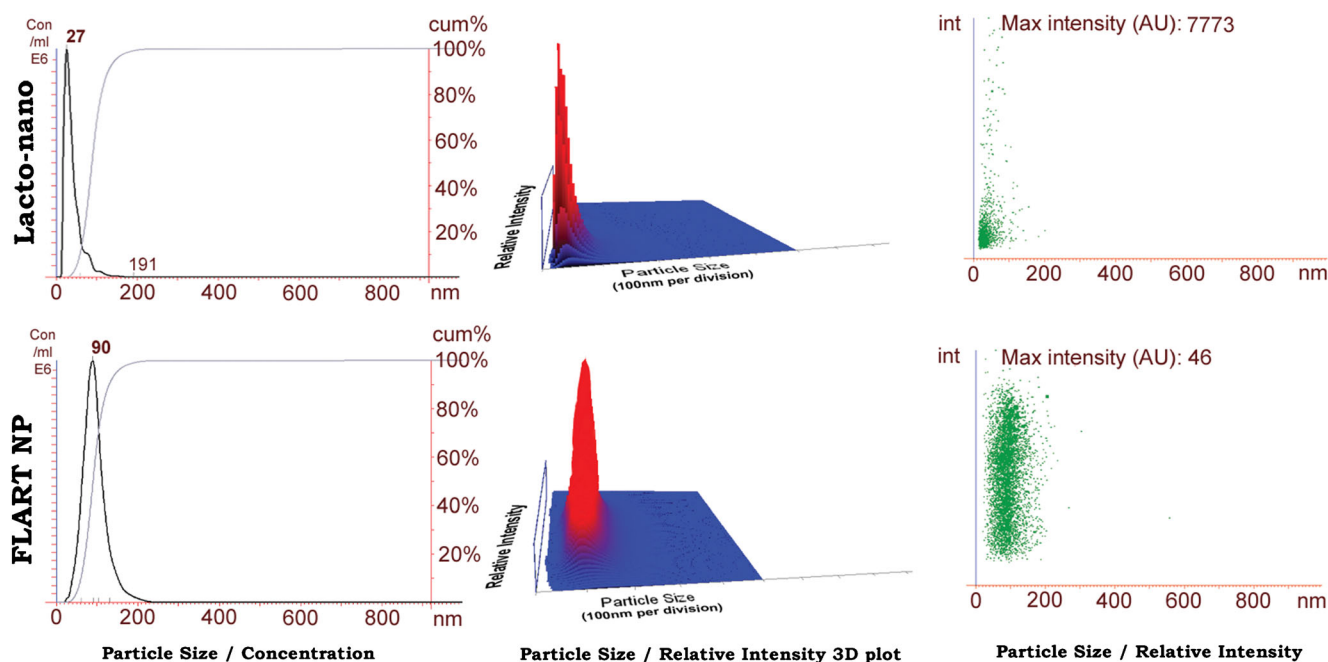 Lacto-nano
Con
/ml
E6
27
cum%
100%
80%
60%
40%
20%
191
0 200 400 600 800 nm
Relative Intensity
Particle Size
(100nm per division)
int Max intensity (AU): 7773
0 200 400 600 800 nm
FLART NP
Con
/ml
E6
90
cum%
100%
80%
60%
40%
20%
0 200 400 600 800 nm
Relative Intensity
Particle Size
(100nm per division)
int Max intensity (AU): 46
0 200 400 600 800 nm
Particle Size / Concentration
Particle Size / Relative Intensity 3D plot
Particle Size / Relative Intensity